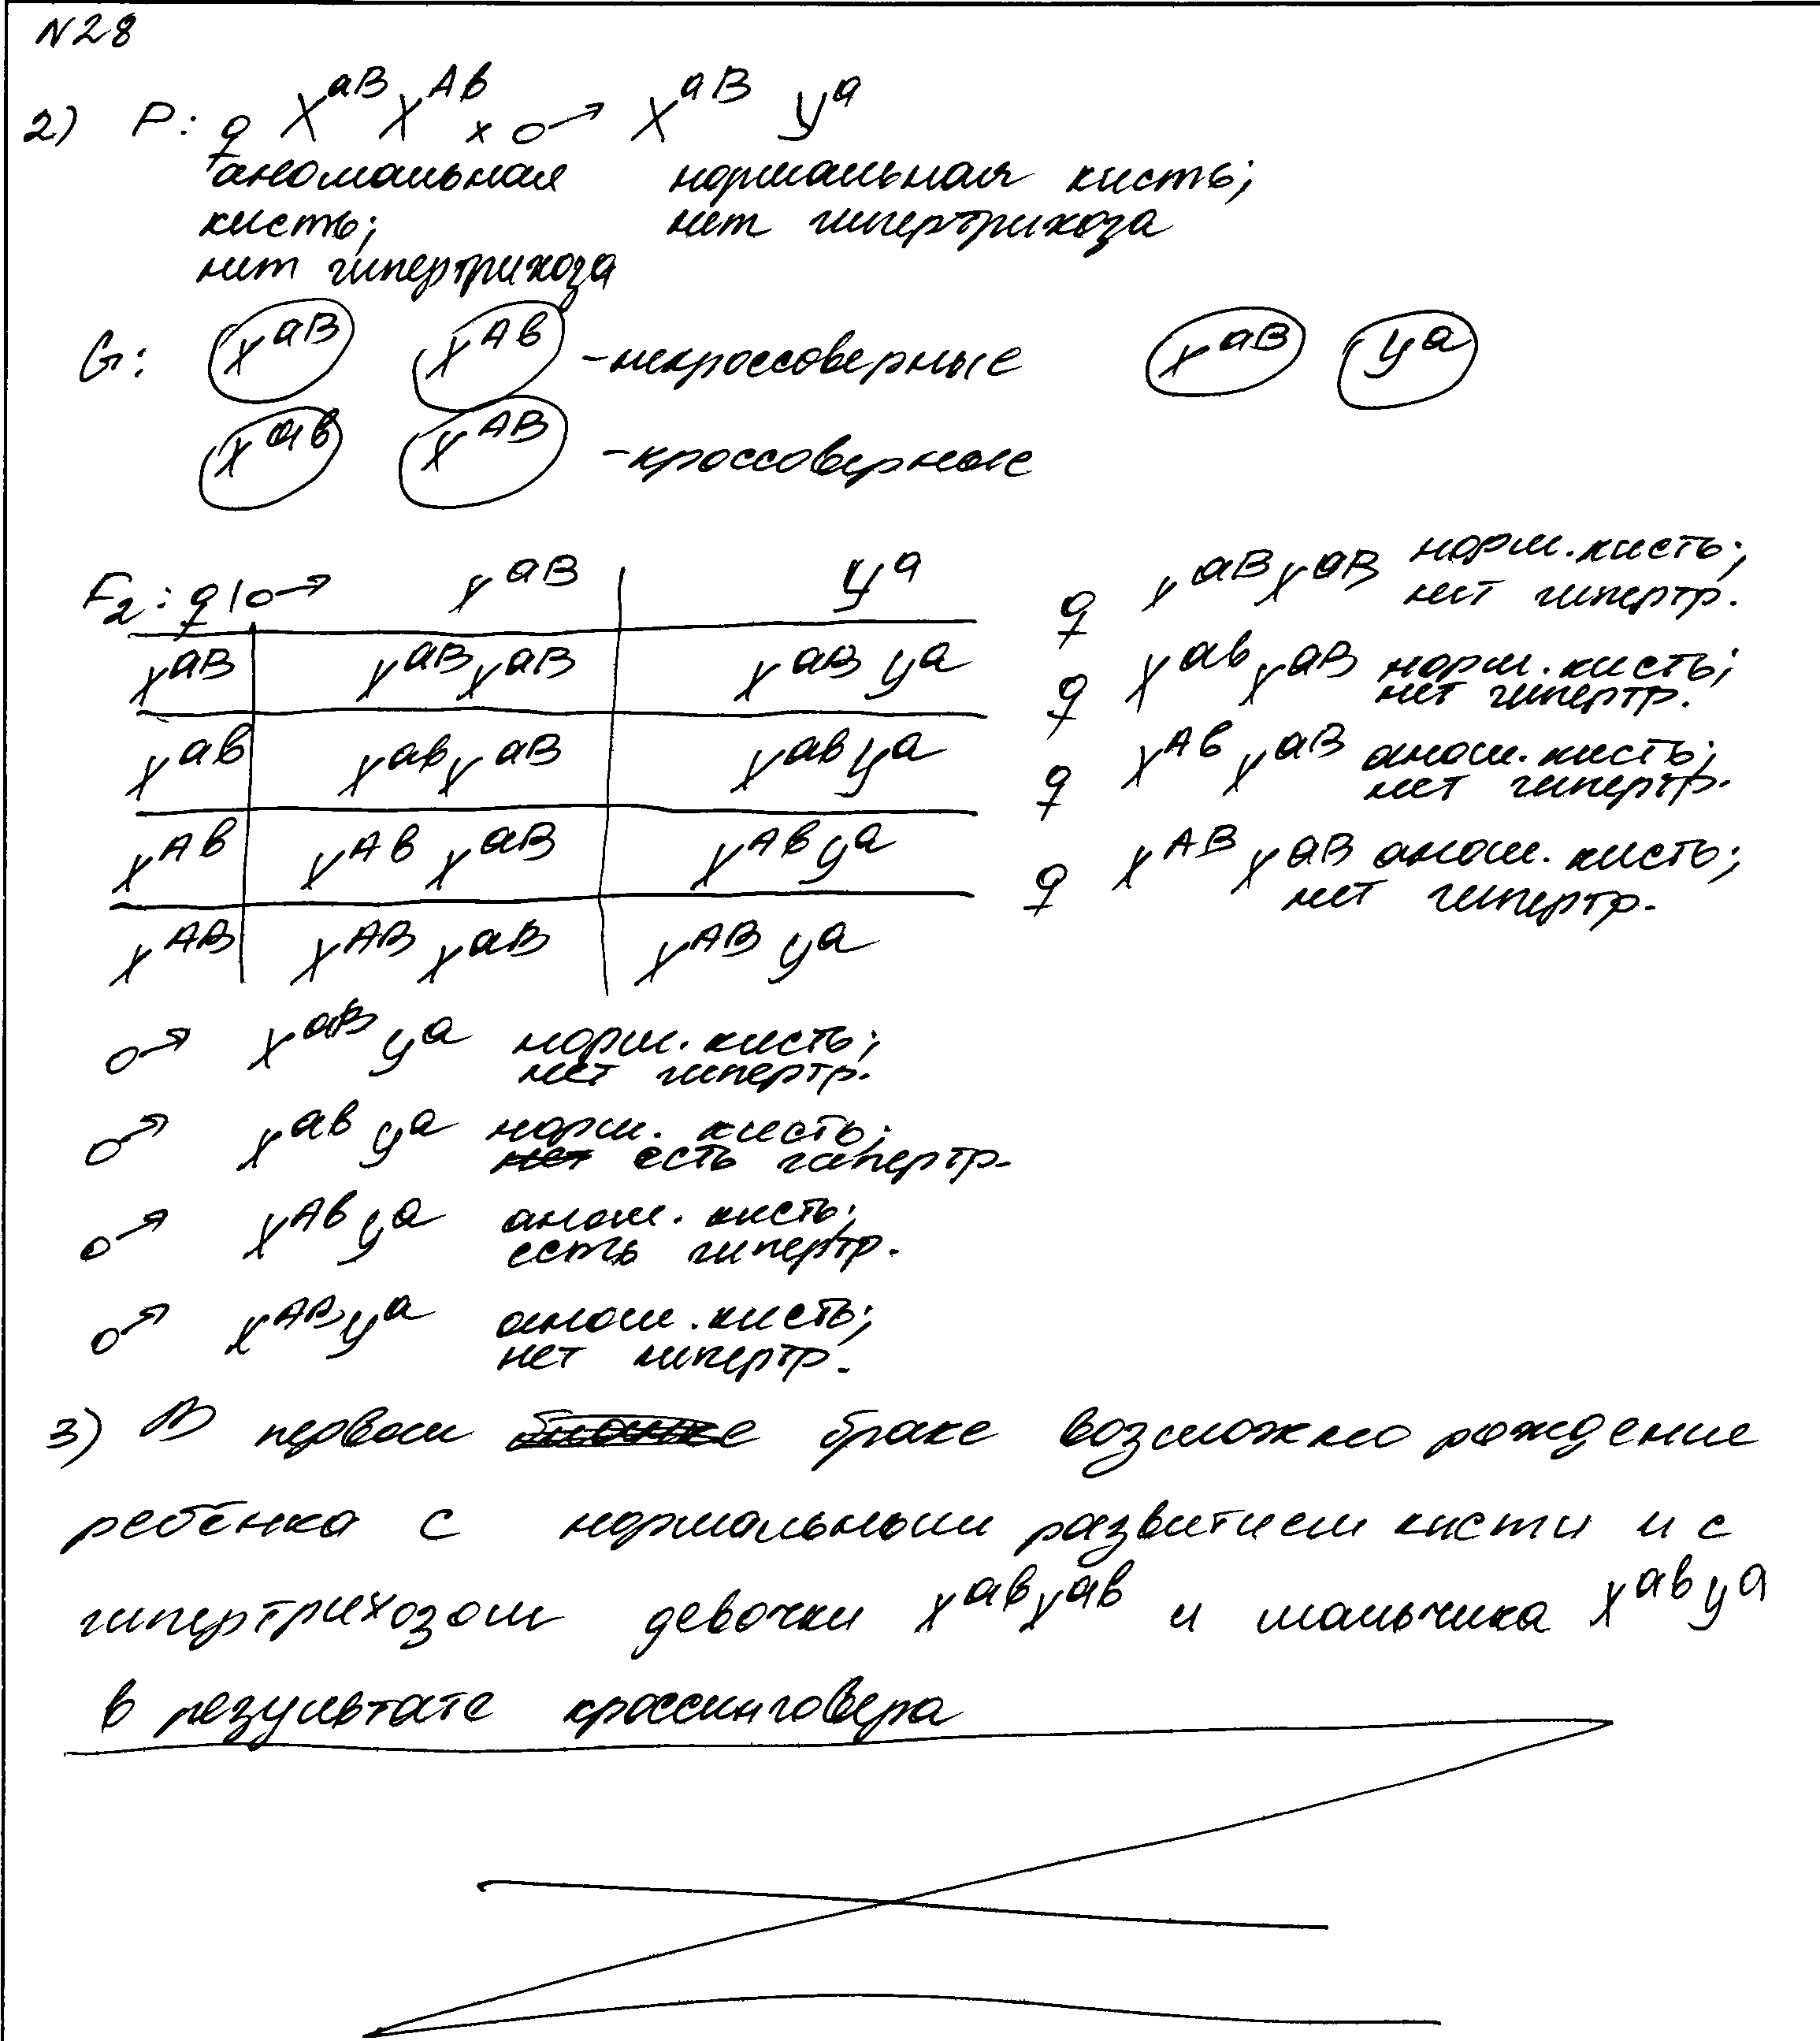 N28
2) P: ♀ X^aB X^Ab x ♂ X^aB Y^a
аномальная нормальная кисть;
кисть; нет гипертрихоза
нет гипертрихоза
G: X^aB X^Ab - некроссоверные X^aB Y^a
X^ab X^AB - кроссоверные
F2: ♀|♂ X^aB Y^a
X^aB X^aB X^aB X^aB Y^a
X^ab X^ab X^aB X^ab Y^a
X^Ab X^Ab X^aB X^Ab Y^a
X^AB X^AB X^aB X^AB Y^a
♀ X^aB X^aB норм. кисть;
нет гипертр.
♀ X^ab X^aB норм. кисть;
нет гипертр.
♀ X^Ab X^aB аном. кисть;
нет гипертр.
♀ X^AB X^aB аном. кисть;
нет гипертр.
♂ X^aB Y^a норм. кисть;
нет гипертр.
♂ X^ab Y^a норм. кисть;
нет есть гипертр.
♂ X^Ab Y^a аном. кисть;
есть гипертр.
♂ X^AB Y^a аном. кисть;
нет гипертр.
3) В первом браке возможно рождение
ребёнка с нормальным развитием кисти и с
гипертрихозом девочки X^ab X^ab и мальчика X^ab Y^a
в результате кроссинговера